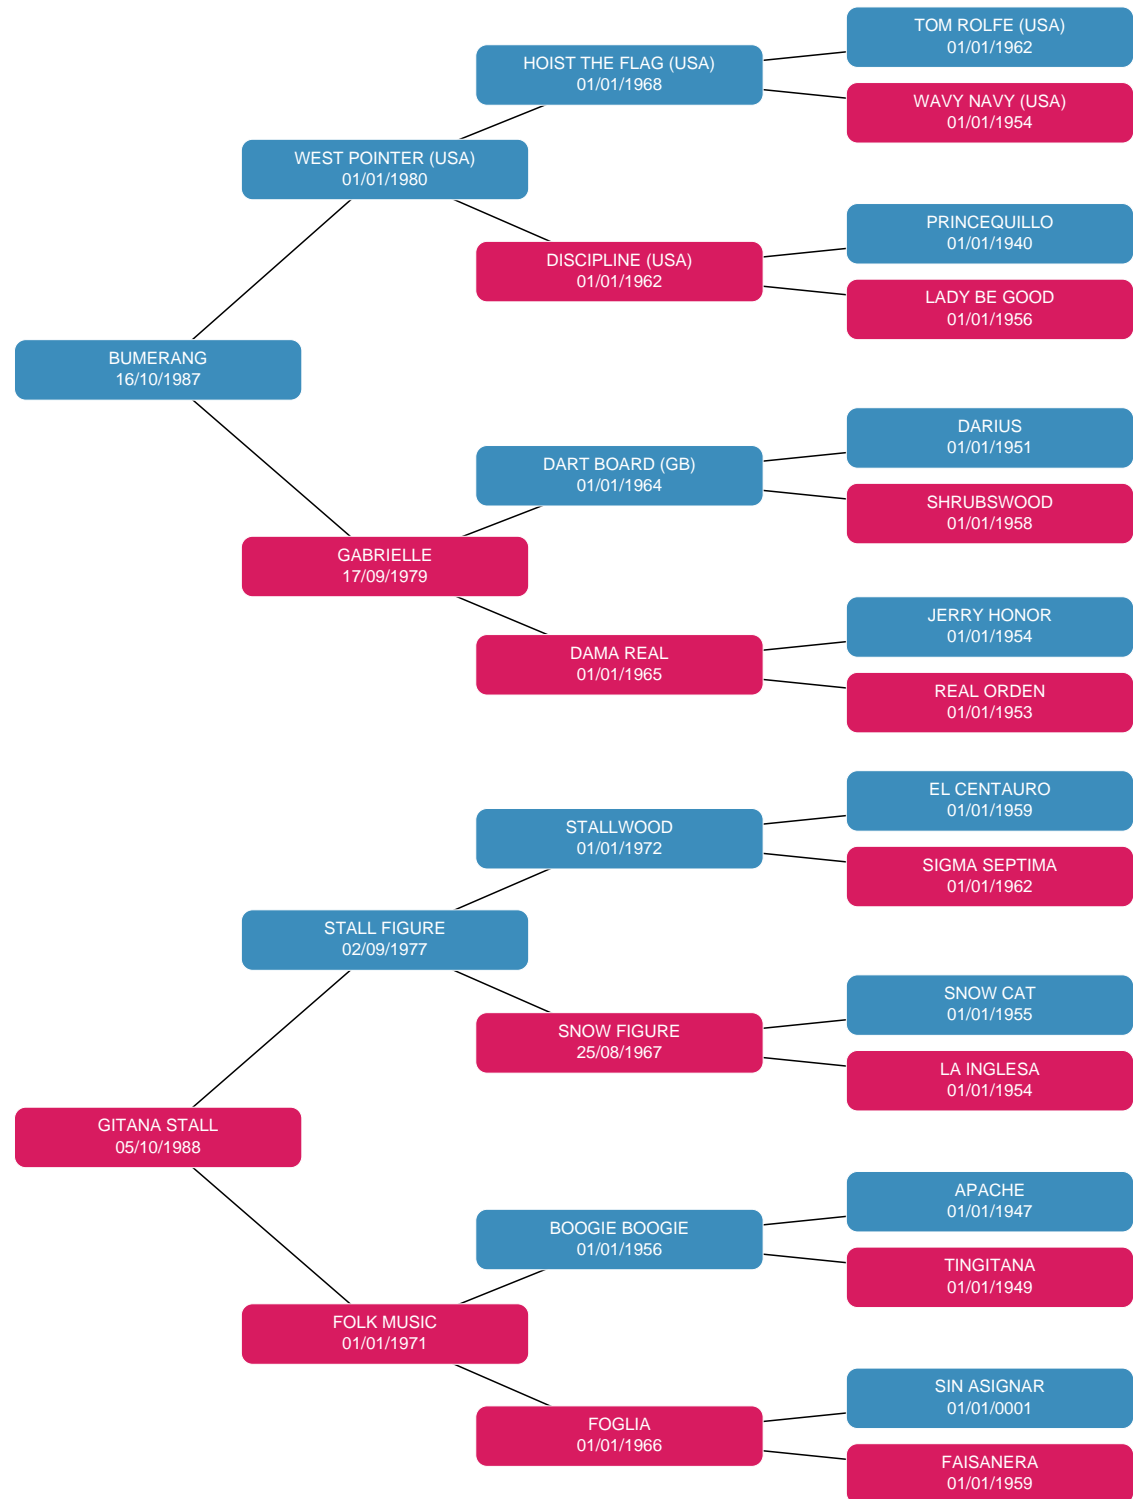 TOM ROLFE (USA)
01/01/1962
HOIST THE FLAG (USA)
01/01/1968
WAVY NAVY (USA)
01/01/1954
WEST POINTER (USA)
01/01/1980
PRINCEQUILLO
01/01/1940
DISCIPLINE (USA)
01/01/1962
LADY BE GOOD
01/01/1956
BUMERANG
16/10/1987
DARIUS
01/01/1951
DART BOARD (GB)
01/01/1964
SHRUBSWOOD
01/01/1958
GABRIELLE
17/09/1979
JERRY HONOR
01/01/1954
DAMA REAL
01/01/1965
REAL ORDEN
01/01/1953
EL CENTAURO
01/01/1959
STALLWOOD
01/01/1972
SIGMA SEPTIMA
01/01/1962
STALL FIGURE
02/09/1977
SNOW CAT
01/01/1955
SNOW FIGURE
25/08/1967
LA INGLESA
01/01/1954
GITANA STALL
05/10/1988
APACHE
01/01/1947
BOOGIE BOOGIE
01/01/1956
TINGITANA
01/01/1949
FOLK MUSIC
01/01/1971
SIN ASIGNAR
01/01/0001
FOGLIA
01/01/1966
FAISANERA
01/01/1959